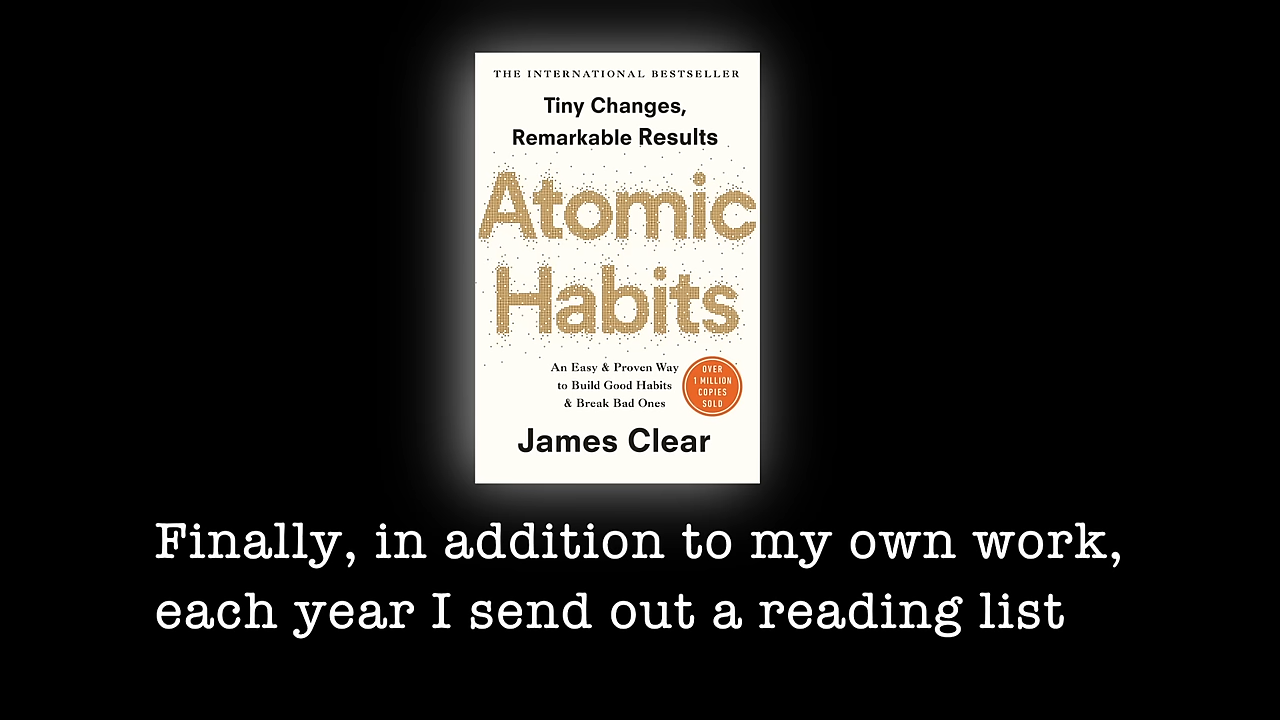 THE INTERNATIONAL BESTSELLER
Tiny Changes,
Remarkable Results
Atomic
Habits
An Easy & Proven Way
to Build Good Habits
& Break Bad Ones
OVER
1 MILLION
COPIES
SOLD
James Clear
Finally, in addition to my own work,
each year I send out a reading list